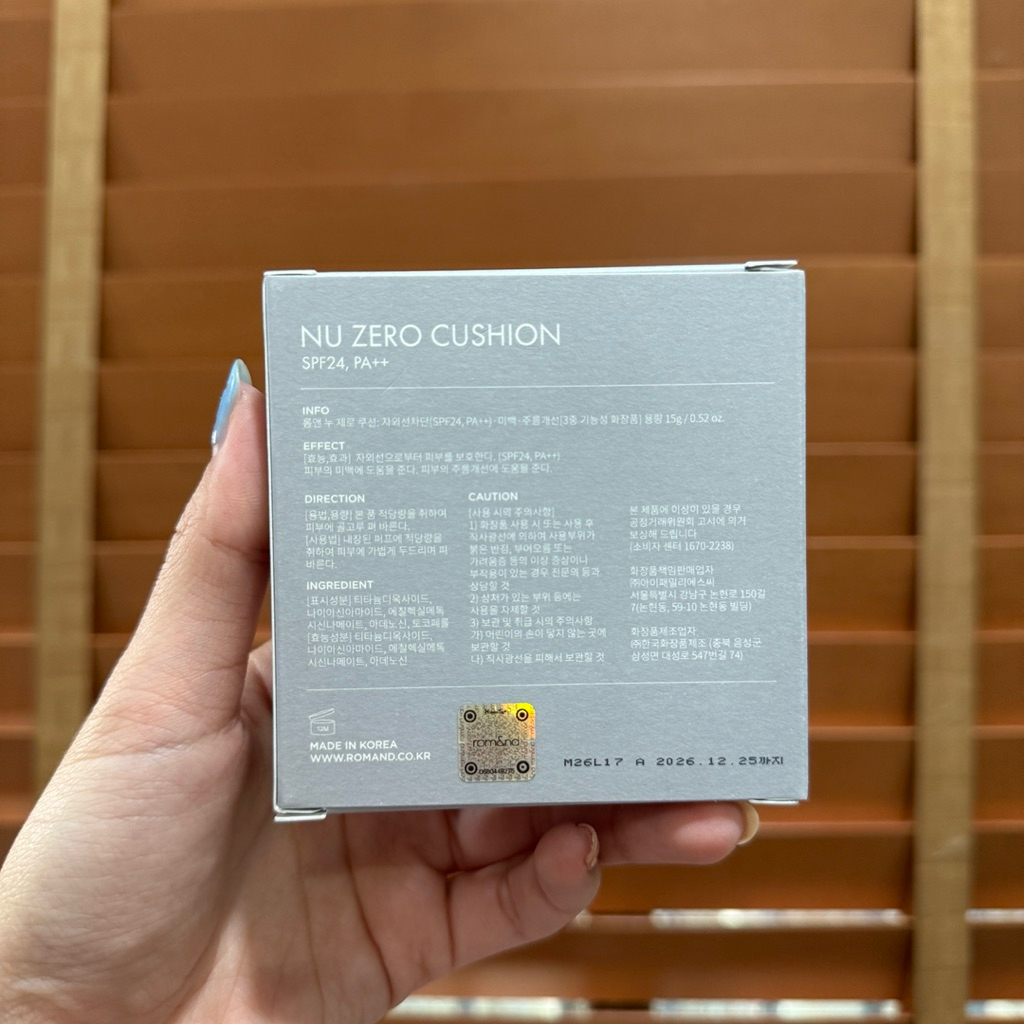 NU ZERO CUSHION
SPF24, PA++
INFO
롬앤 누 제로 쿠션: 자외선차단(SPF24, PA++)·미백·주름개선[3중 기능성 화장품] 용량 15g / 0.52 oz.
EFFECT
[효능,효과] 자외선으로부터 피부를 보호한다. (SPF24, PA++)
피부의 미백에 도움을 준다. 피부의 주름개선에 도움을 준다.
DIRECTION
[용법,용량] 본 품 적당량을 취하여
피부에 골고루 펴 바른다.
[사용법] 내장된 퍼프에 적당량을
취하여 피부에 가볍게 두드리며 펴
바른다.
INGREDIENT
[표시성분] 티타늄디옥사이드,
나이아신아마이드, 에칠헥실메톡
시신나메이트, 아데노신, 토코페롤
[효능성분] 티타늄디옥사이드,
나이아신아마이드, 에칠헥실메톡
시신나메이트, 아데노신
CAUTION
[사용 시의 주의사항]
1) 화장품 사용 시 또는 사용 후
직사광선에 의하여 사용부위가
붉은 반점, 부어오름 또는
가려움증 등의 이상 증상이나
부작용이 있는 경우 전문의 등과
상담할 것
2) 상처가 있는 부위 등에는
사용을 자제할 것
3) 보관 및 취급 시의 주의사항
가) 어린이의 손이 닿지 않는 곳에
보관할 것
나) 직사광선을 피해서 보관할 것
본 제품에 이상이 있을 경우
공정거래위원회 고시에 의거
보상해 드립니다
(소비자 센터 1670-2238)
화장품책임판매업자
㈜아이패밀리에스씨
서울특별시 강남구 논현로 150길
7(논현동, 59-10 논현동 빌딩)
화장품제조업자
㈜한국화장품제조 (충북 음성군
삼성면 대성로 547번길 74)
12M
MADE IN KOREA
WWW.ROMAND.CO.KR
rom&nd
M26L17 A 2026.12.25까지